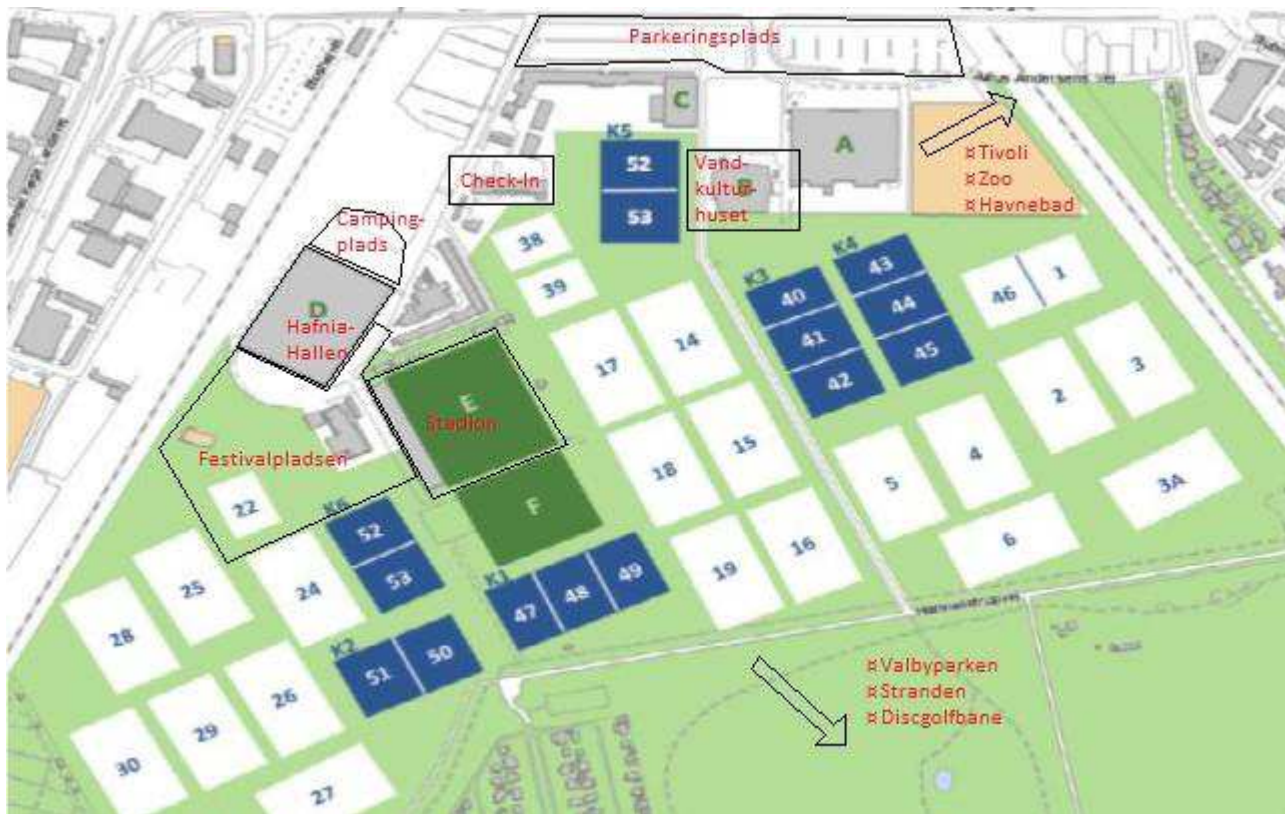 Parkeringsplads
C
K5
52
53
A
Check-In
Vand-
kultur-
huset
B
¤Tivoli
¤Zoo
¤Havnebad
Camping-
plads
38
39
K4
43
44
45
K3
40
41
42
46
1
D
Hafnia-
Hallen
17
14
2
3
E
Stadion
18
15
5
4
3A
Festivalpladsen
22
F
6
K6
52
53
19
16
25
24
K1
47
48
49
28
K2
51
50
¤Valbyparken
¤Stranden
¤Discgolfbane
26
29
30
27